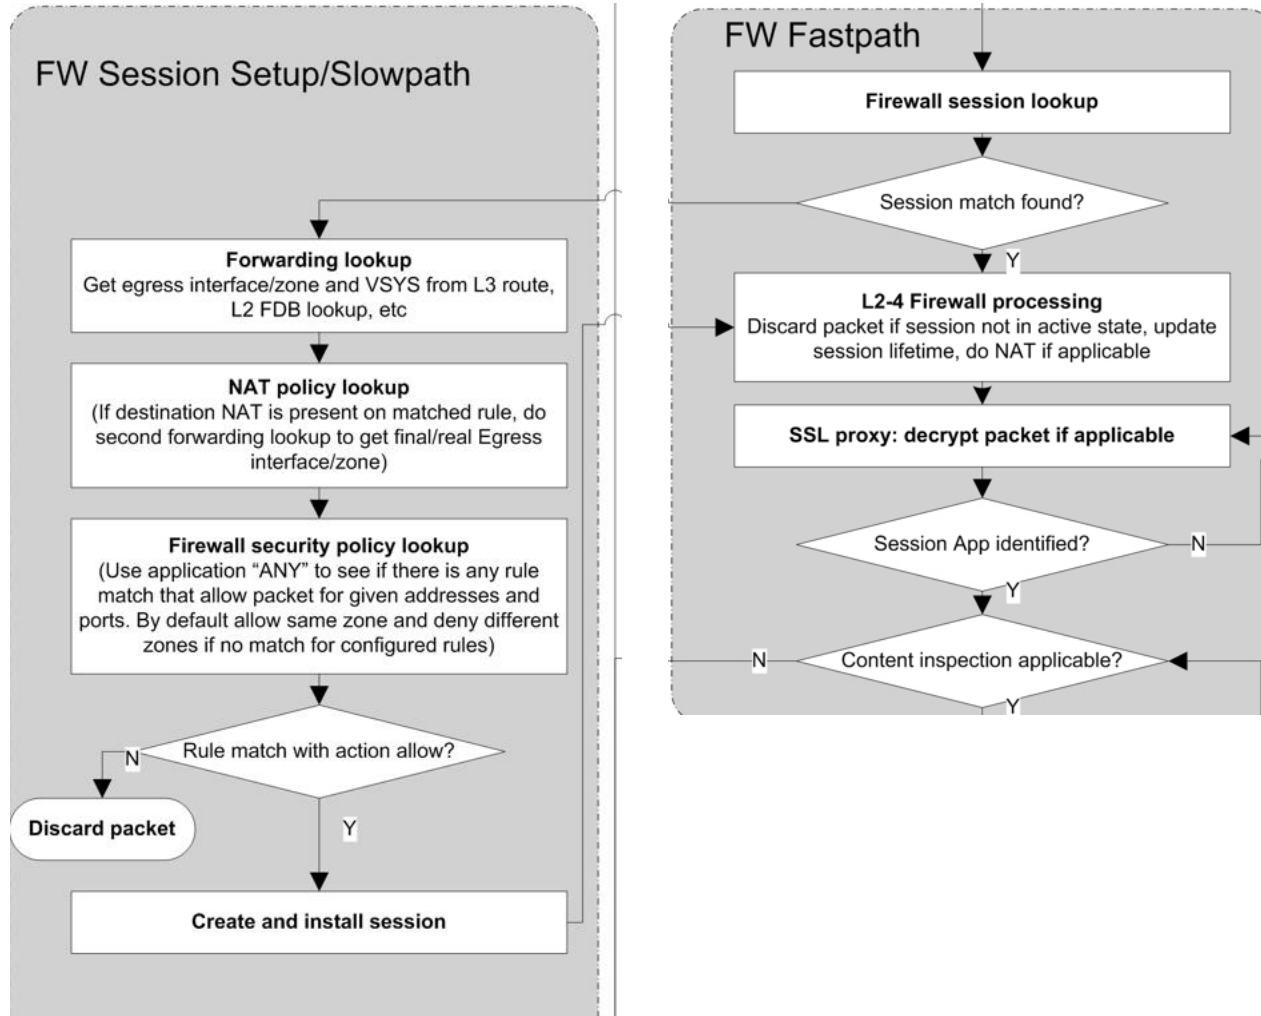 FW Session Setup/Slowpath
Forwarding lookup
Get egress interface/zone and VSYS from L3 route,
L2 FDB lookup, etc
NAT policy lookup
(If destination NAT is present on matched rule, do
second forwarding lookup to get final/real Egress
interface/zone)
Firewall security policy lookup
(Use application “ANY” to see if there is any rule
match that allow packet for given addresses and
ports. By default allow same zone and deny different
zones if no match for configured rules)
Rule match with action allow?
N
Discard packet
Y
Create and install session
FW Fastpath
Firewall session lookup
Session match found?
Y
L2-4 Firewall processing
Discard packet if session not in active state, update
session lifetime, do NAT if applicable
SSL proxy: decrypt packet if applicable
Session App identified?
N
Y
Content inspection applicable?
N
Y